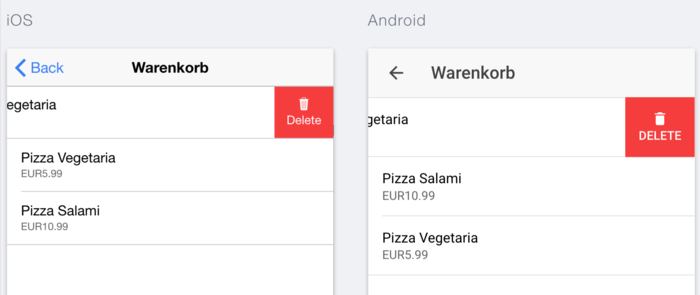 iOS
Back
Warenkorb
egetaria
Delete
Pizza Vegetaria
EUR5.99
Pizza Salami
EUR10.99
Android
Warenkorb
getaria
DELETE
Pizza Salami
EUR10.99
Pizza Vegetaria
EUR5.99